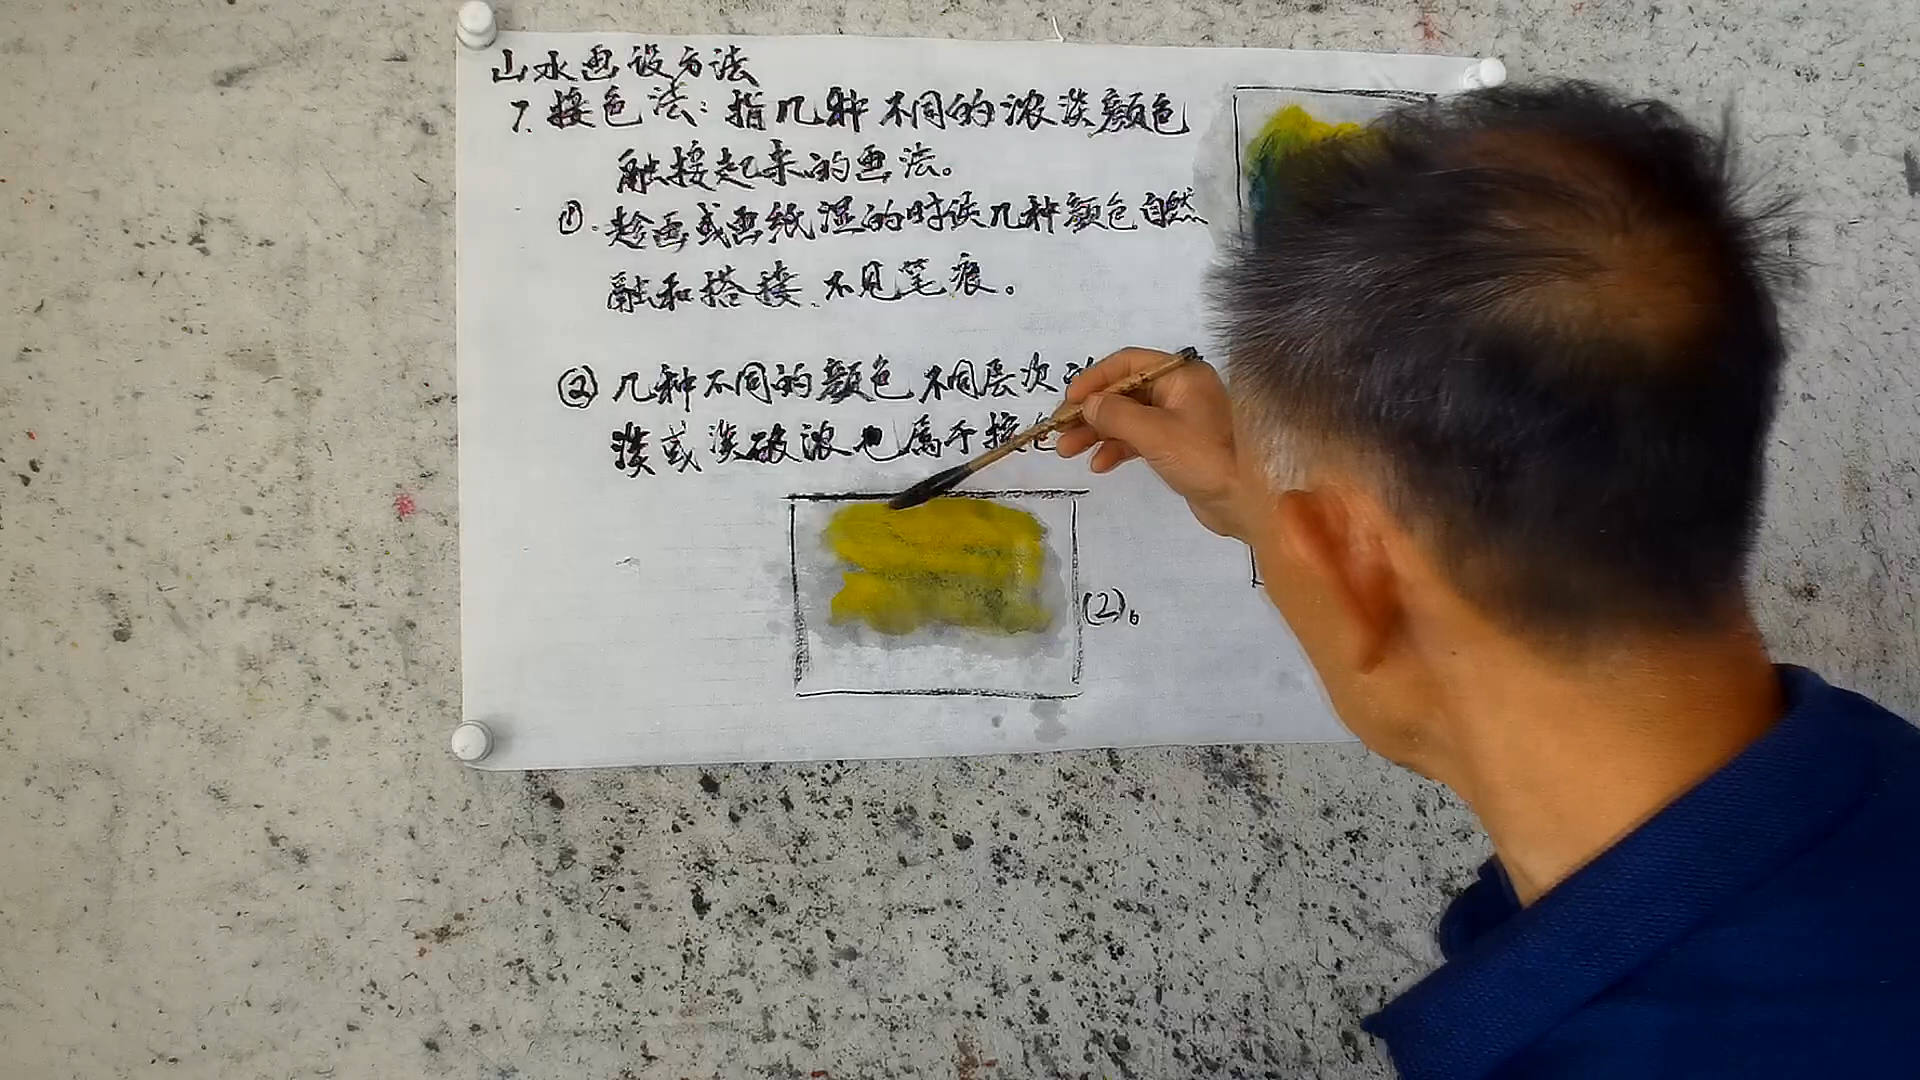 山水画设方法
7. 接色法：指几种不同的浓淡颜色
融接起来的画法。
①. 趁画或画纸湿的时候几种颜色自然
融和搭接、不见笔痕。
② 几种不同的颜色不同层次的
淡或淡破浓也属于接色
(2)。